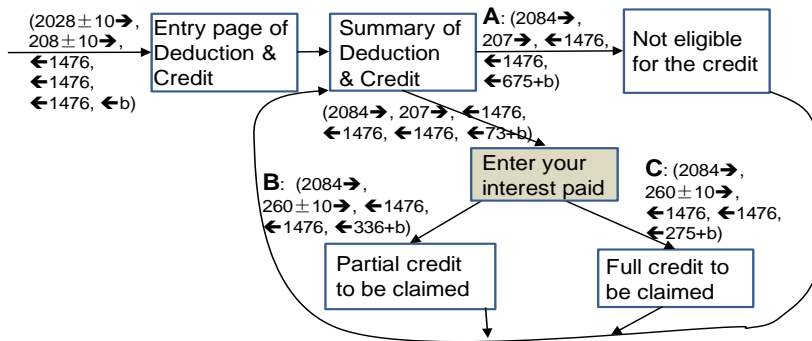 (2028±10➔,
208±10➔,
🡰1476,
🡰1476,
🡰1476, 🡰b)
Entry page of
Deduction &
Credit
Summary of
Deduction
& Credit
A: (2084➔,
207➔, 🡰1476,
🡰1476,
🡰675+b)
Not eligible
for the credit
(2084➔, 207➔, 🡰1476,
🡰1476, 🡰1476, 🡰73+b)
Enter your
interest paid
B: (2084➔,
260±10➔, 🡰1476,
🡰1476, 🡰336+b)
C: (2084➔,
260±10➔,
🡰1476, 🡰1476,
🡰275+b)
Partial credit
to be claimed
Full credit to
be claimed